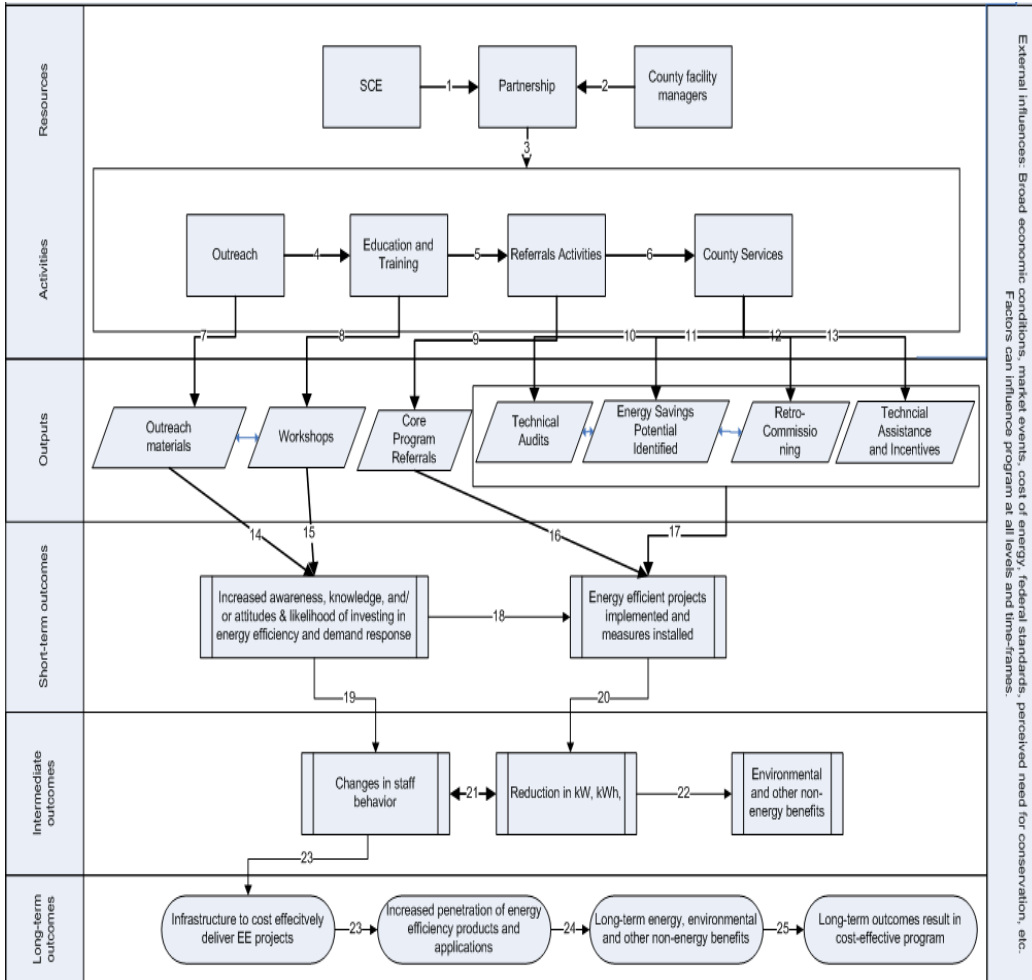 Resources
SCE
1
Partnership
2
County facility
managers
3
Activities
Outreach
4
Education and
Training
5
Referrals Activities
6
County Services
7
8
9
10
11
12
13
Outputs
Outreach
materials
Workshops
Core
Program
Referrals
Technical
Audits
Energy Savings
Potential
Identified
Retro-
Commissio
ning
Techncial
Assistance
and Incentives
14
15
16
17
Short-term outcomes
Increased awareness, knowledge, and/
or attitudes & likelihood of investing in
energy efficiency and demand response
18
Energy efficient projects
implemented and
measures installed
19
20
Intermediate
outcomes
Changes in staff
behavior
21
Reduction in kW, kWh,
22
Environmental
and other non-
energy benefits
23
Long-term
outcomes
Infrastructure to cost effecitvely
deliver EE projects
23
Increased penetration of energy
efficiency products and
applications
24
Long-term energy, environmental
and other non-energy benefits
25
Long-term outcomes result in
cost-effective program
External influences: Broad economic conditions, market events, cost of energy, federal standards, perceived need for conservation, etc.
Factors can influence program at all levels and time-frames.